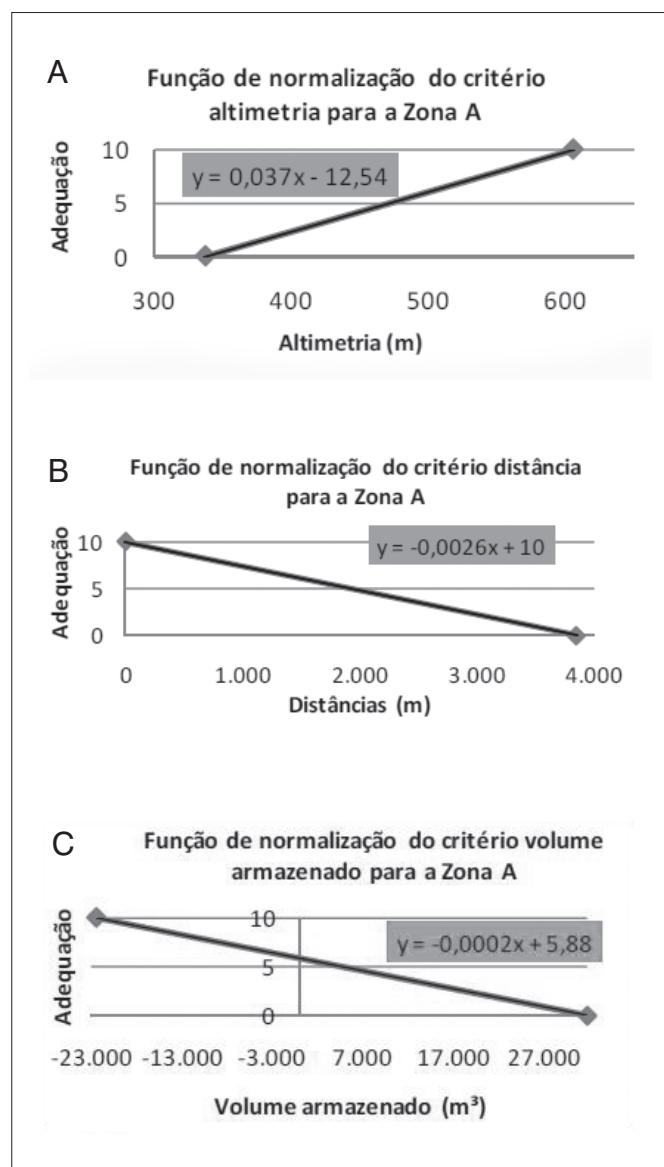 A
Função de normalização do critério
altimetria para a Zona A
Adequação
10
5
0
y = 0,037x - 12,54
300 400 500 600
Altimetria (m)
B
Função de normalização do critério distância
para a Zona A
Adequação
10
5
0
y = -0,0026x + 10
0 1.000 2.000 3.000 4.000
Distâncias (m)
C
Função de normalização do critério volume
armazenado para a Zona A
Adequação
10
5
0
y = -0,0002x + 5,88
-23.000 -13.000 -3.000 7.000 17.000 27.000
Volume armazenado (m³)